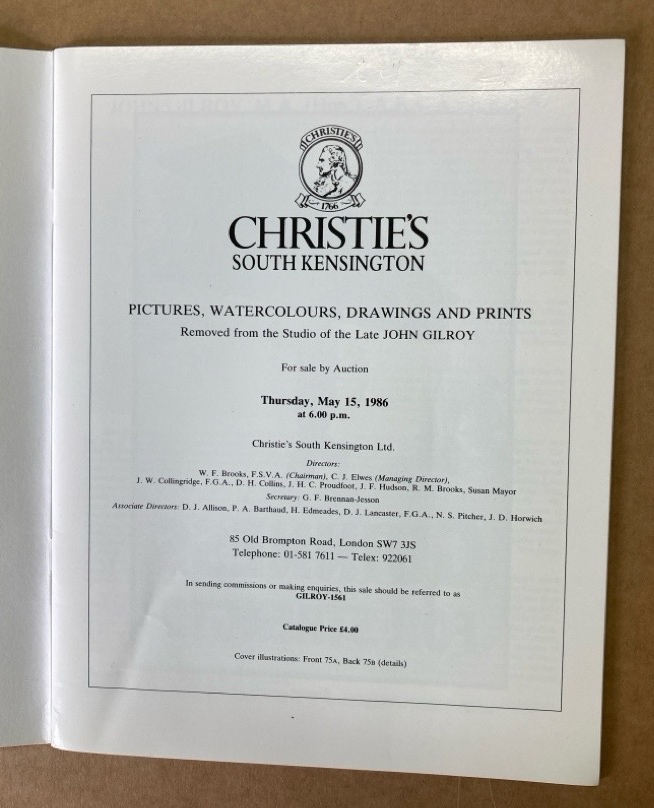 CHRISTIE'S
1766
CHRISTIE'S
SOUTH KENSINGTON
PICTURES, WATERCOLOURS, DRAWINGS AND PRINTS
Removed from the Studio of the Late JOHN GILROY
For sale by Auction
Thursday, May 15, 1986
at 6.00 p.m.
Christie's South Kensington Ltd.
Directors:
W. F. Brooks, F.S.V.A. (Chairman), C. J. Elwes (Managing Director),
J. W. Collingridge, F.G.A., D. H. Collins, J. H. C. Proudfoot, J. F. Hudson, R. M. Brooks, Susan Mayor
Secretary: G. F. Brennan-Jesson
Associate Directors: D. J. Allison, P. A. Barthaud, H. Edmeades, D. J. Lancaster, F.G.A., N. S. Pitcher, J. D. Horwich
85 Old Brompton Road, London SW7 3JS
Telephone: 01-581 7611 — Telex: 922061
In sending commissions or making enquiries, this sale should be referred to as
GILROY-1561
Catalogue Price £4.00
Cover illustrations: Front 75A, Back 75B (details)